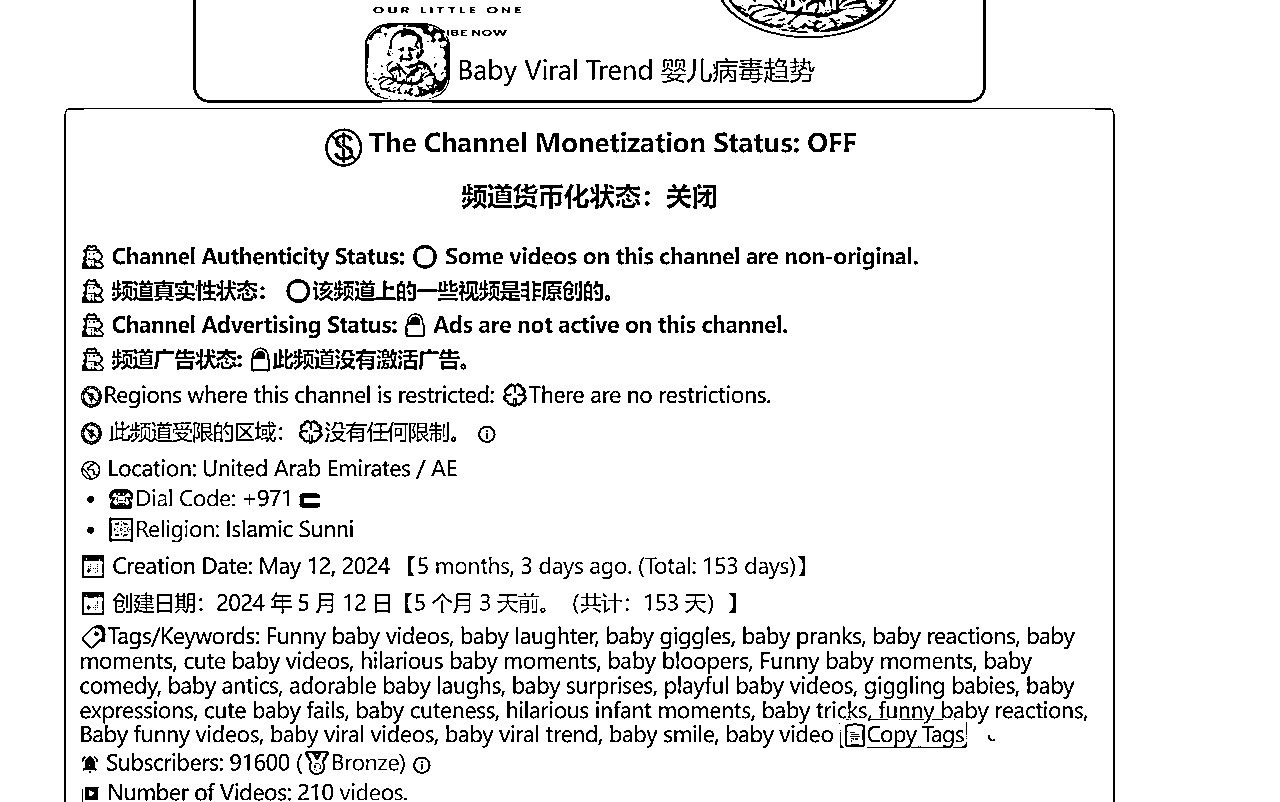 OUR LITTLE ONE
IBE NOW
Baby Viral Trend 婴儿病毒趋势
The Channel Monetization Status: OFF
频道货币化状态：关闭
Channel Authenticity Status: Some videos on this channel are non-original.
频道真实性状态： 该频道上的一些视频是非原创的。
Channel Advertising Status: Ads are not active on this channel.
频道广告状态: 此频道没有激活广告。
Regions where this channel is restricted: There are no restrictions.
此频道受限的区域： 没有任何限制。
Location: United Arab Emirates / AE
• Dial Code: +971
• Religion: Islamic Sunni
Creation Date: May 12, 2024 【5 months, 3 days ago. (Total: 153 days)】
创建日期：2024 年 5 月 12 日【5 个月 3 天前。（共计：153 天）】
Tags/Keywords: Funny baby videos, baby laughter, baby giggles, baby pranks, baby reactions, baby
moments, cute baby videos, hilarious baby moments, baby bloopers, Funny baby moments, baby
comedy, baby antics, adorable baby laughs, baby surprises, playful baby videos, giggling babies, baby
expressions, cute baby fails, baby cuteness, hilarious infant moments, baby tricks, funny baby reactions,
Baby funny videos, baby viral videos, baby viral trend, baby smile, baby video Copy Tags
Subscribers: 91600 (Bronze)
Number of Videos: 210 videos.